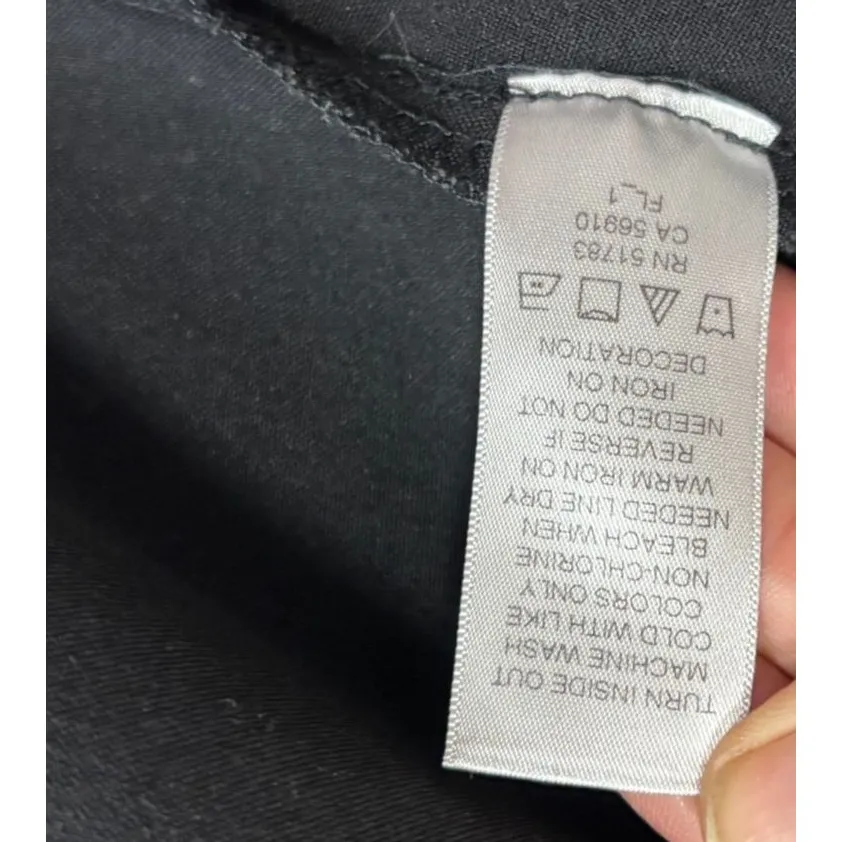 TURN INSIDE OUT
MACHINE WASH
COLD WITH LIKE
COLORS ONLY
NON-CHLORINE
BLEACH WHEN
NEEDED LINE DRY
WARM IRON ON
REVERSE IF
NEEDED DO NOT
IRON ON
DECORATION
RN 51783
CA 56910
FL_1